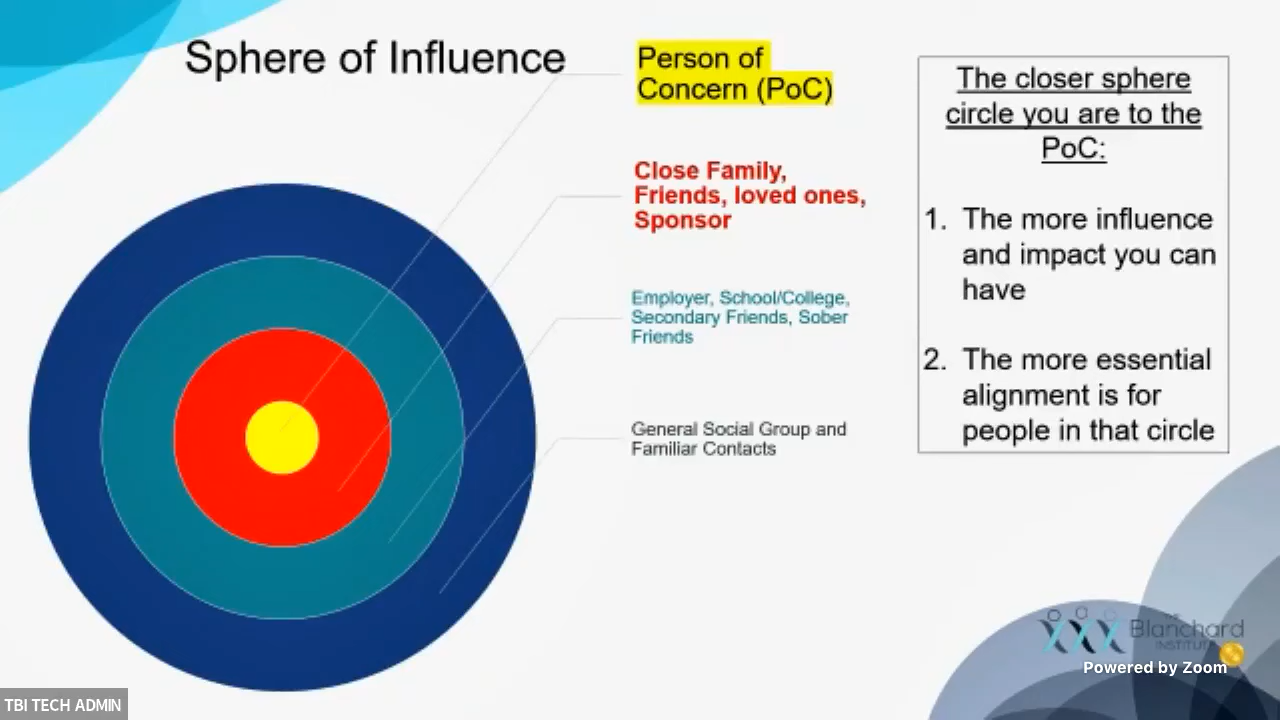 Sphere of Influence
Person of
Concern (PoC)
Close Family,
Friends, loved ones,
Sponsor
Employer, School/College,
Secondary Friends, Sober
Friends
General Social Group and
Familiar Contacts
The closer sphere
circle you are to the
PoC:
1. The more influence
and impact you can
have
2. The more essential
alignment is for
people in that circle
THE
Blanchard
INSTITUTE
Powered by Zoom
TBI TECH ADMIN